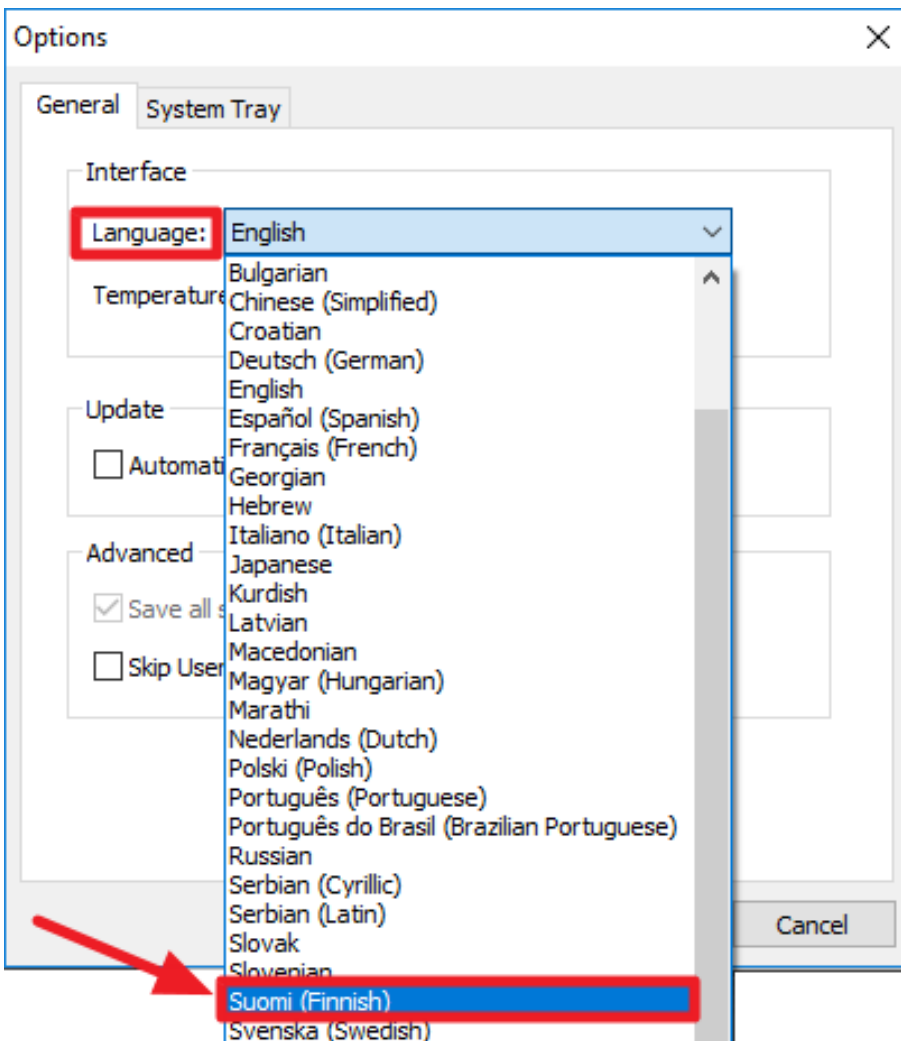 Options
General
System Tray
Interface
Language:
English
Temperature
Bulgarian
Chinese (Simplified)
Croatian
Deutsch (German)
English
Español (Spanish)
Français (French)
Georgian
Hebrew
Italiano (Italian)
Japanese
Kurdish
Latvian
Macedonian
Magyar (Hungarian)
Marathi
Nederlands (Dutch)
Polski (Polish)
Português (Portuguese)
Português do Brasil (Brazilian Portuguese)
Russian
Serbian (Cyrillic)
Serbian (Latin)
Slovak
Slovenian
Suomi (Finnish)
Svenska (Swedish)
Update
Automati
Advanced
Save all s
Skip User
Cancel